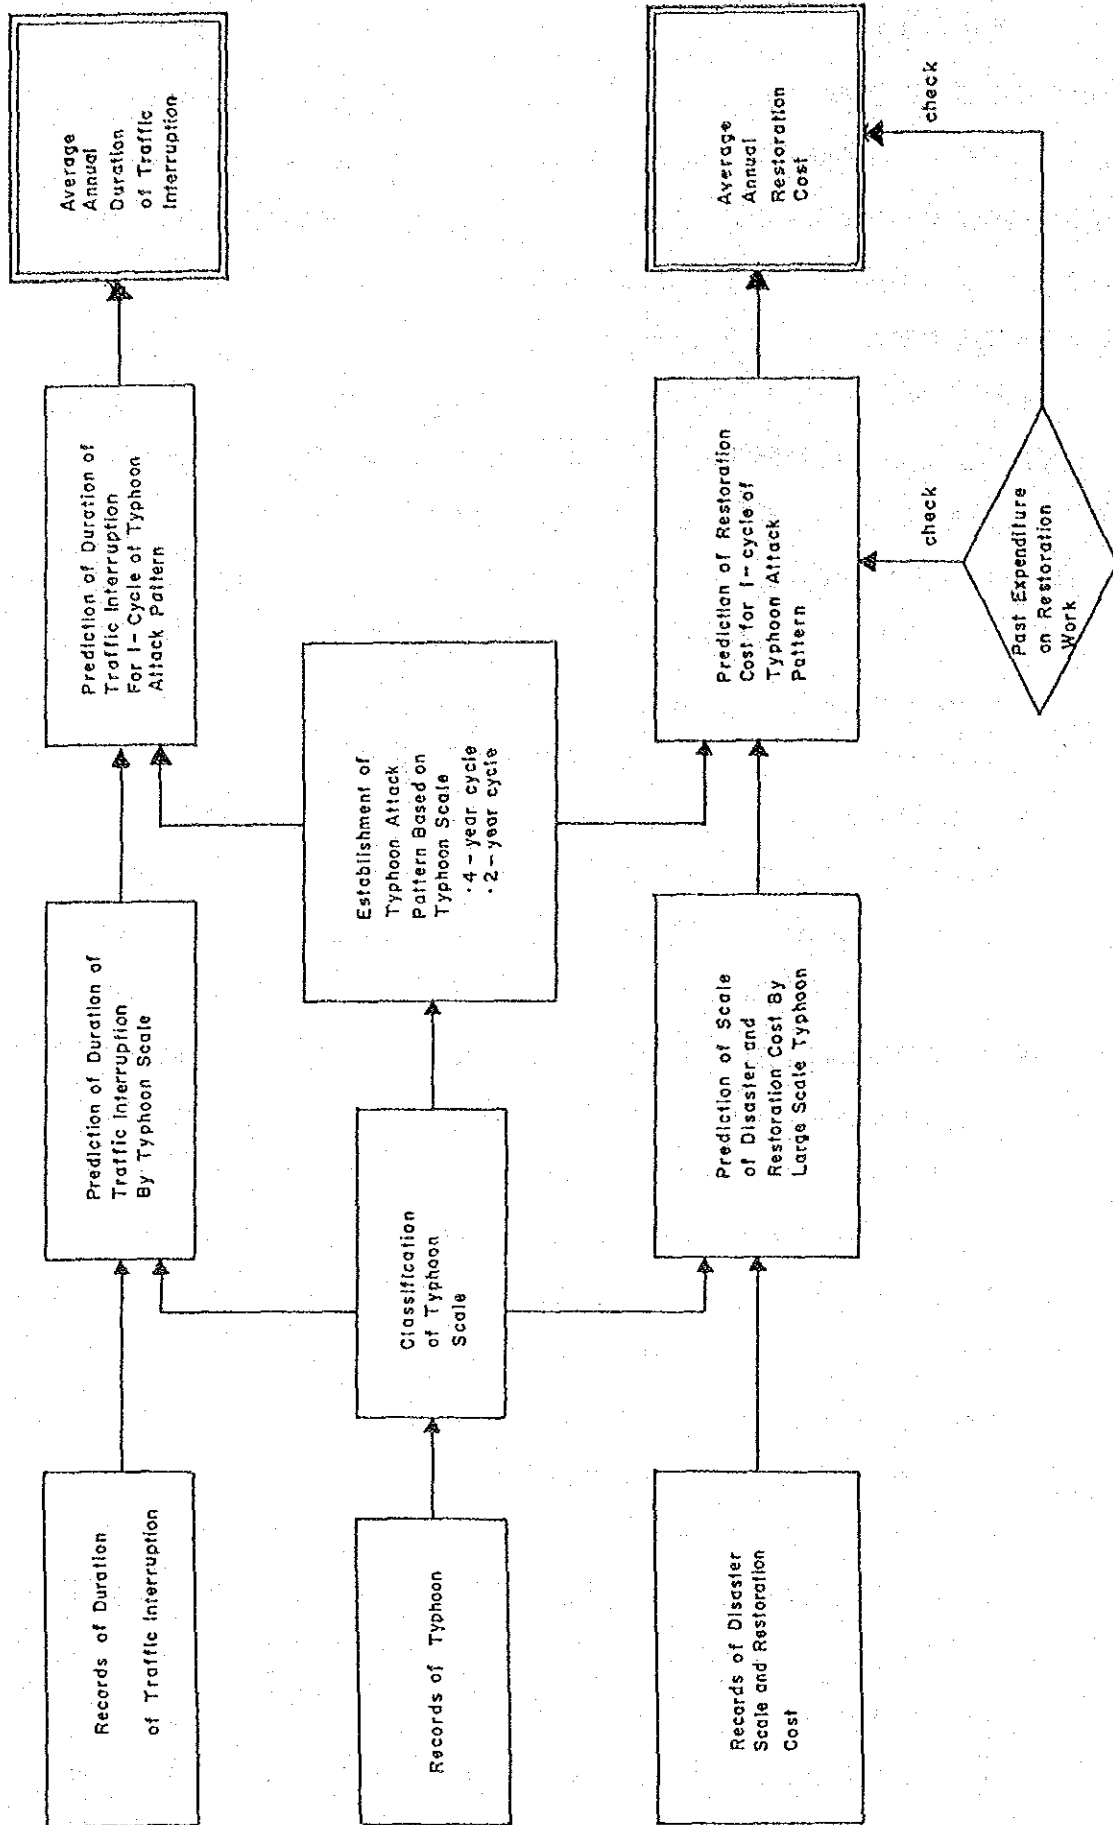 Records of Duration
of Traffic Interruption
Prediction of Duration of
Traffic Interruption
By Typhoon Scale
Prediction of Duration of
Traffic Interruption
For 1-Cycle of Typhoon
Attack Pattern
Average
Annual
Duration
of Traffic
Interruption
Records of Typhoon
Classification
of Typhoon
Scale
Establishment of
Typhoon Attack
Pattern Based on
Typhoon Scale
·4-year cycle
·2-year cycle
Records of Disaster
Scale and Restoration
Cost
Prediction of Scale
of Disaster and
Restoration Cost By
Large Scale Typhoon
Prediction of Restoration
Cost for 1-cycle of
Typhoon Attack
Pattern
Average
Annual
Restoration
Cost
check
check
Past Expenditure
on Restoration
Work